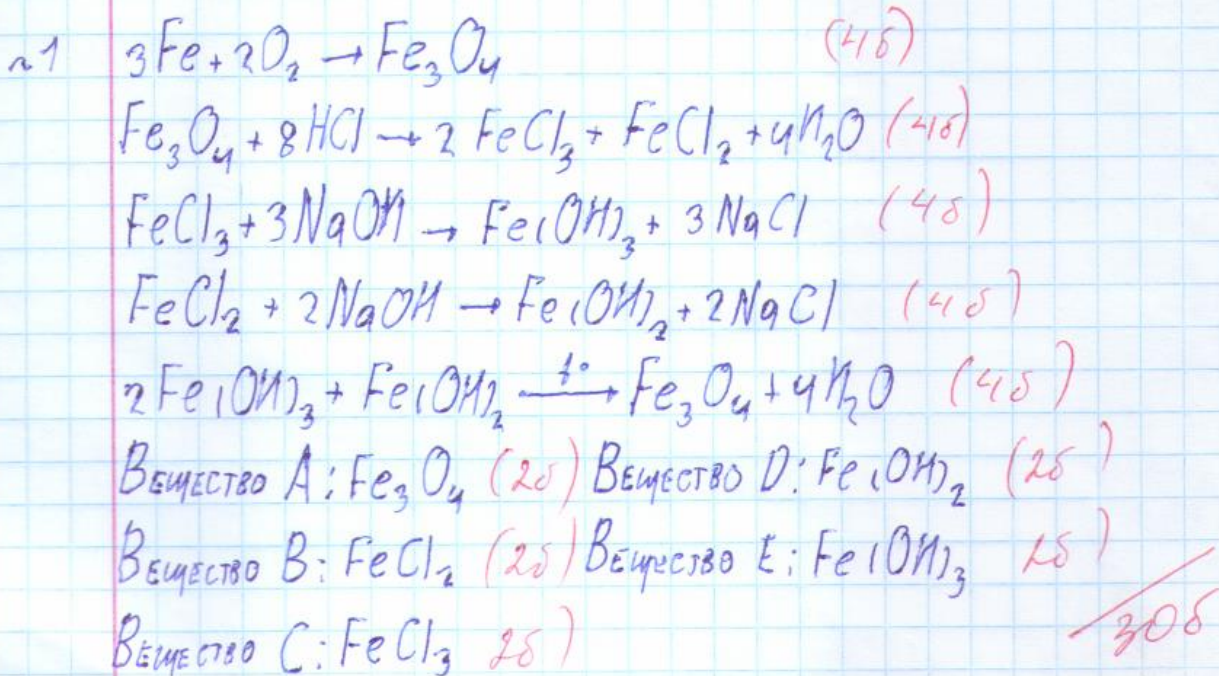 №1 3Fe + 2O₂ → Fe₃O₄ (4б)
Fe₃O₄ + 8HCl → 2FeCl₃ + FeCl₂ + 4H₂O (4б)
FeCl₃ + 3NaOH → Fe(OH)₃ + 3NaCl (4б)
FeCl₂ + 2NaOH → Fe(OH)₂ + 2NaCl (4б)
2Fe(OH)₃ + Fe(OH)₂ —t°→ Fe₃O₄ + 4H₂O (4б)
Вещество A: Fe₃O₄ (2б) Вещество D: Fe(OH)₂ (2б)
Вещество B: FeCl₂ (2б) Вещество E: Fe(OH)₃ 2б)
Вещество C: FeCl₃ 2б)
30б